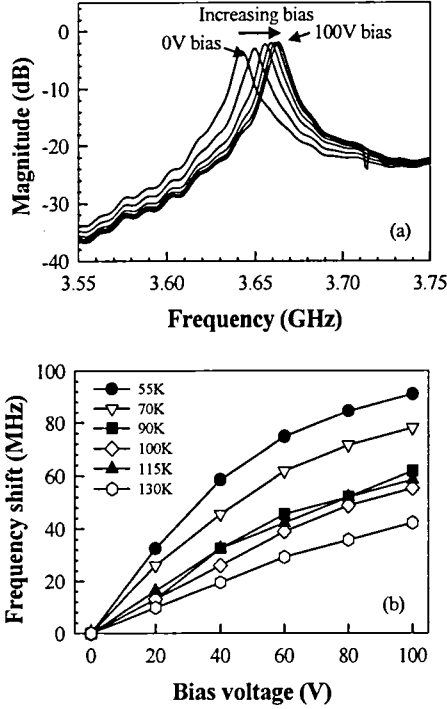 Increasing bias
0V bias
100V bias
0
-10
-20
-30
-40
Magnitude (dB)
(a)
3.55
3.60
3.65
3.70
3.75
Frequency (GHz)
100
80
60
40
20
0
Frequency shift (MHz)
55K
70K
90K
100K
115K
130K
(b)
0
20
40
60
80
100
Bias voltage (V)